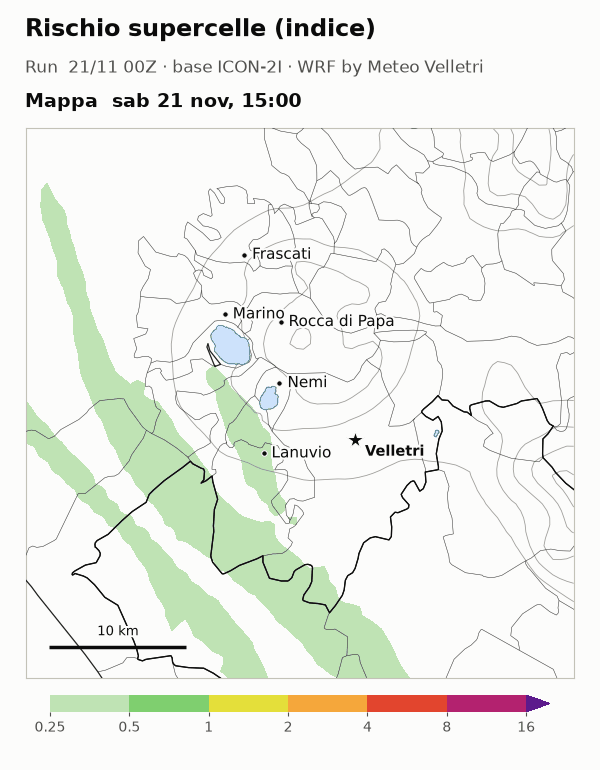 Rischio supercelle (indice)
Run  21/11 00Z · base ICON-2I · WRF by Meteo Velletri
Mappa  sab 21 nov, 15:00
Frascati
Marino
Rocca di Papa
Nemi
Velletri
Lanuvio
10 km
0.25 0.5 1 2 4 8 16